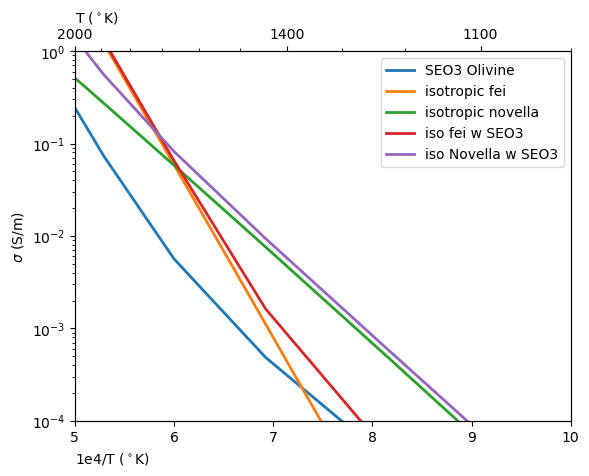 T (°K)
2000 1400 1100
10⁰
10⁻¹
10⁻²
10⁻³
10⁻⁴
σ (S/m)
SEO3 Olivine
isotropic fei
isotropic novella
iso fei w SEO3
iso Novella w SEO3
5 6 7 8 9 10
1e4/T (°K)